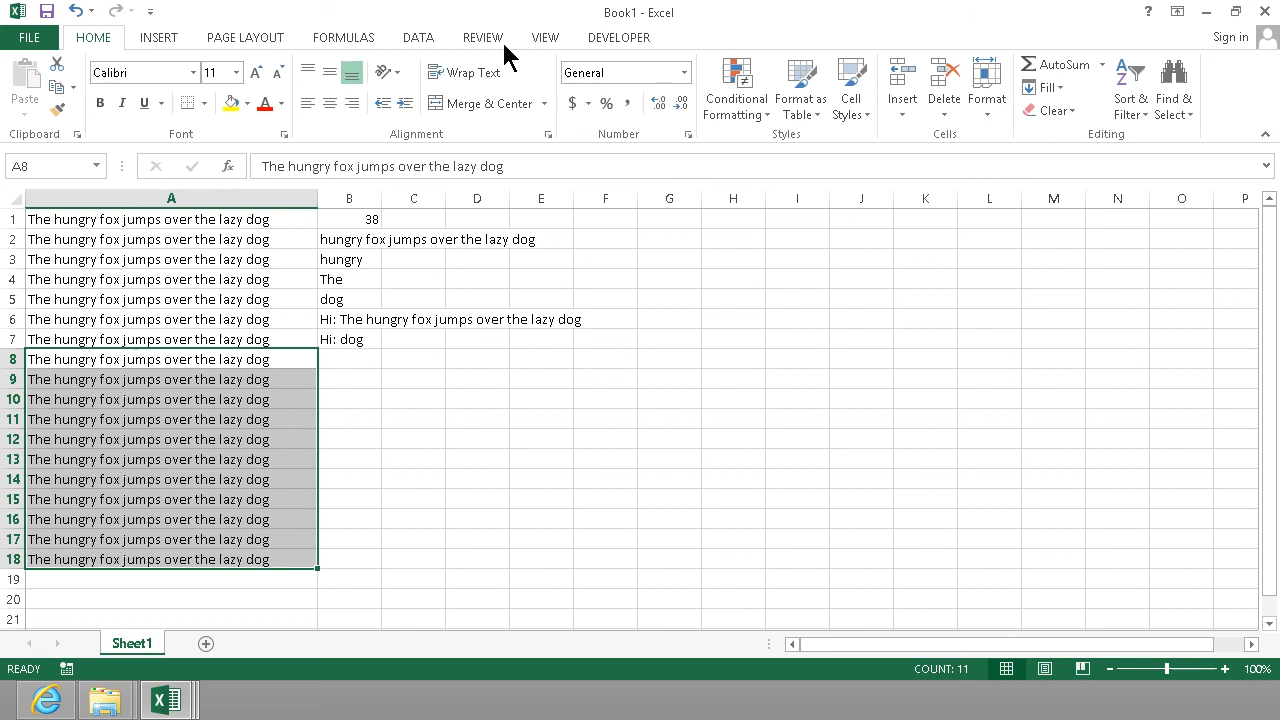 Book1 - Excel
?
FILE HOME INSERT PAGE LAYOUT FORMULAS DATA REVIEW VIEW DEVELOPER Sign in
Calibri 11 Wrap Text General AutoSum
Paste B I U A Merge & Center $ % , Conditional Formatting Format as Table Cell Styles Insert Delete Format Fill Clear Sort & Filter Find & Select
Clipboard Font Alignment Number Styles Cells Editing
A8 fx The hungry fox jumps over the lazy dog
A B C D E F G H I J K L M N O P
1 The hungry fox jumps over the lazy dog 38
2 The hungry fox jumps over the lazy dog hungry fox jumps over the lazy dog
3 The hungry fox jumps over the lazy dog hungry
4 The hungry fox jumps over the lazy dog The
5 The hungry fox jumps over the lazy dog dog
6 The hungry fox jumps over the lazy dog Hi: The hungry fox jumps over the lazy dog
7 The hungry fox jumps over the lazy dog Hi: dog
8 The hungry fox jumps over the lazy dog
9 The hungry fox jumps over the lazy dog
10 The hungry fox jumps over the lazy dog
11 The hungry fox jumps over the lazy dog
12 The hungry fox jumps over the lazy dog
13 The hungry fox jumps over the lazy dog
14 The hungry fox jumps over the lazy dog
15 The hungry fox jumps over the lazy dog
16 The hungry fox jumps over the lazy dog
17 The hungry fox jumps over the lazy dog
18 The hungry fox jumps over the lazy dog
19
20
21
Sheet1
READY COUNT: 11 100%